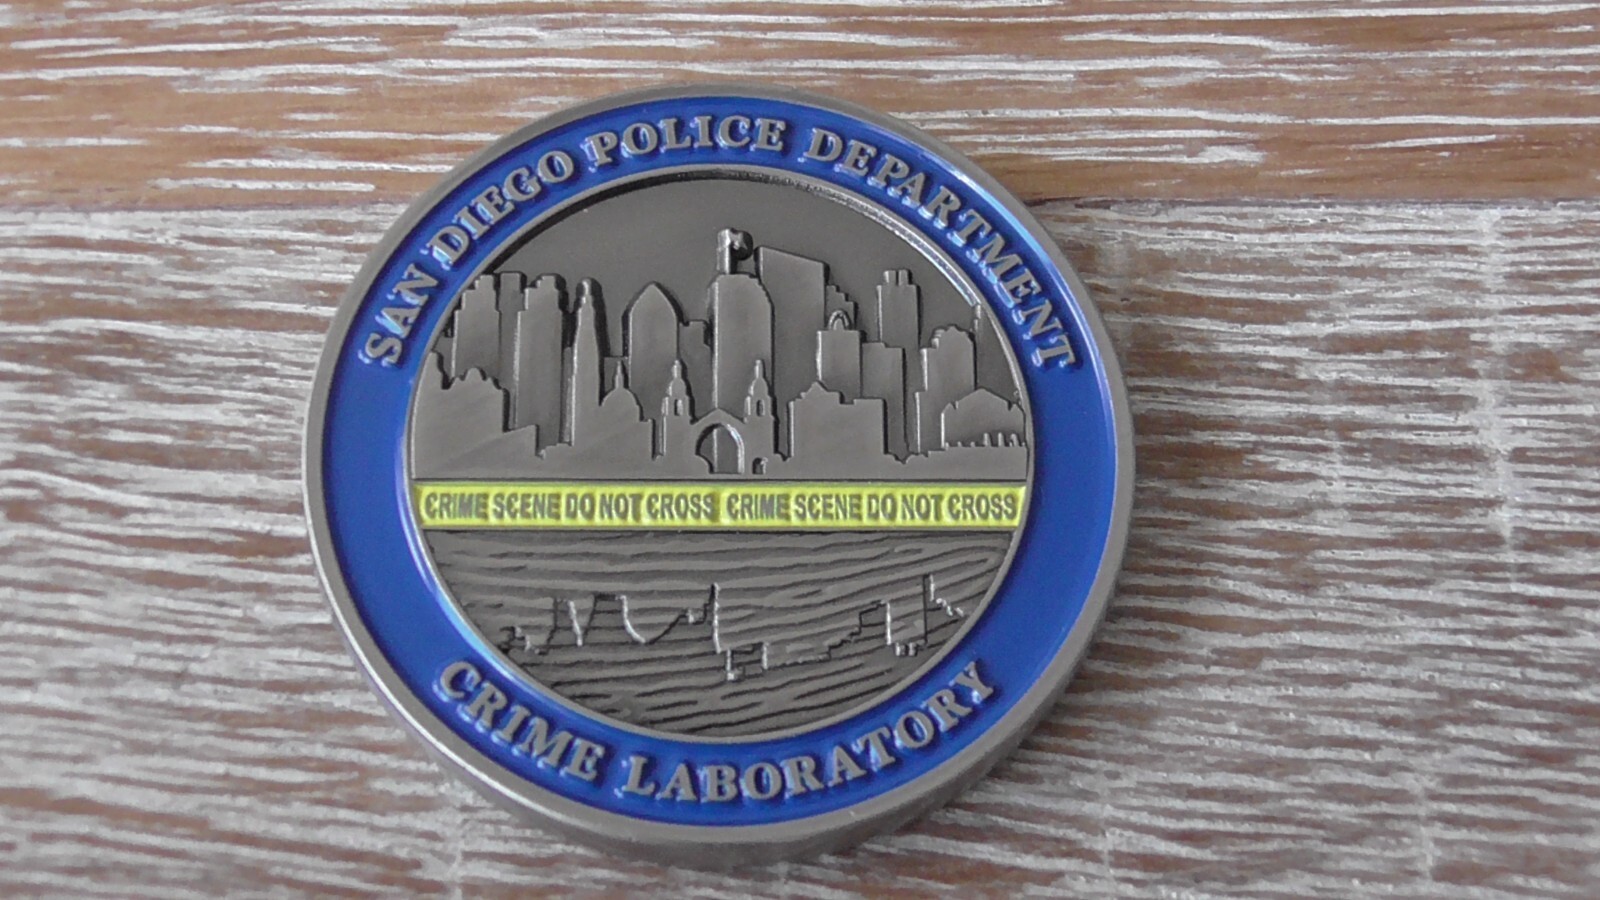 SAN DIEGO POLICE DEPARTMENT
CRIME SCENE DO NOT CROSS CRIME SCENE DO NOT CROSS
CRIME LABORATORY